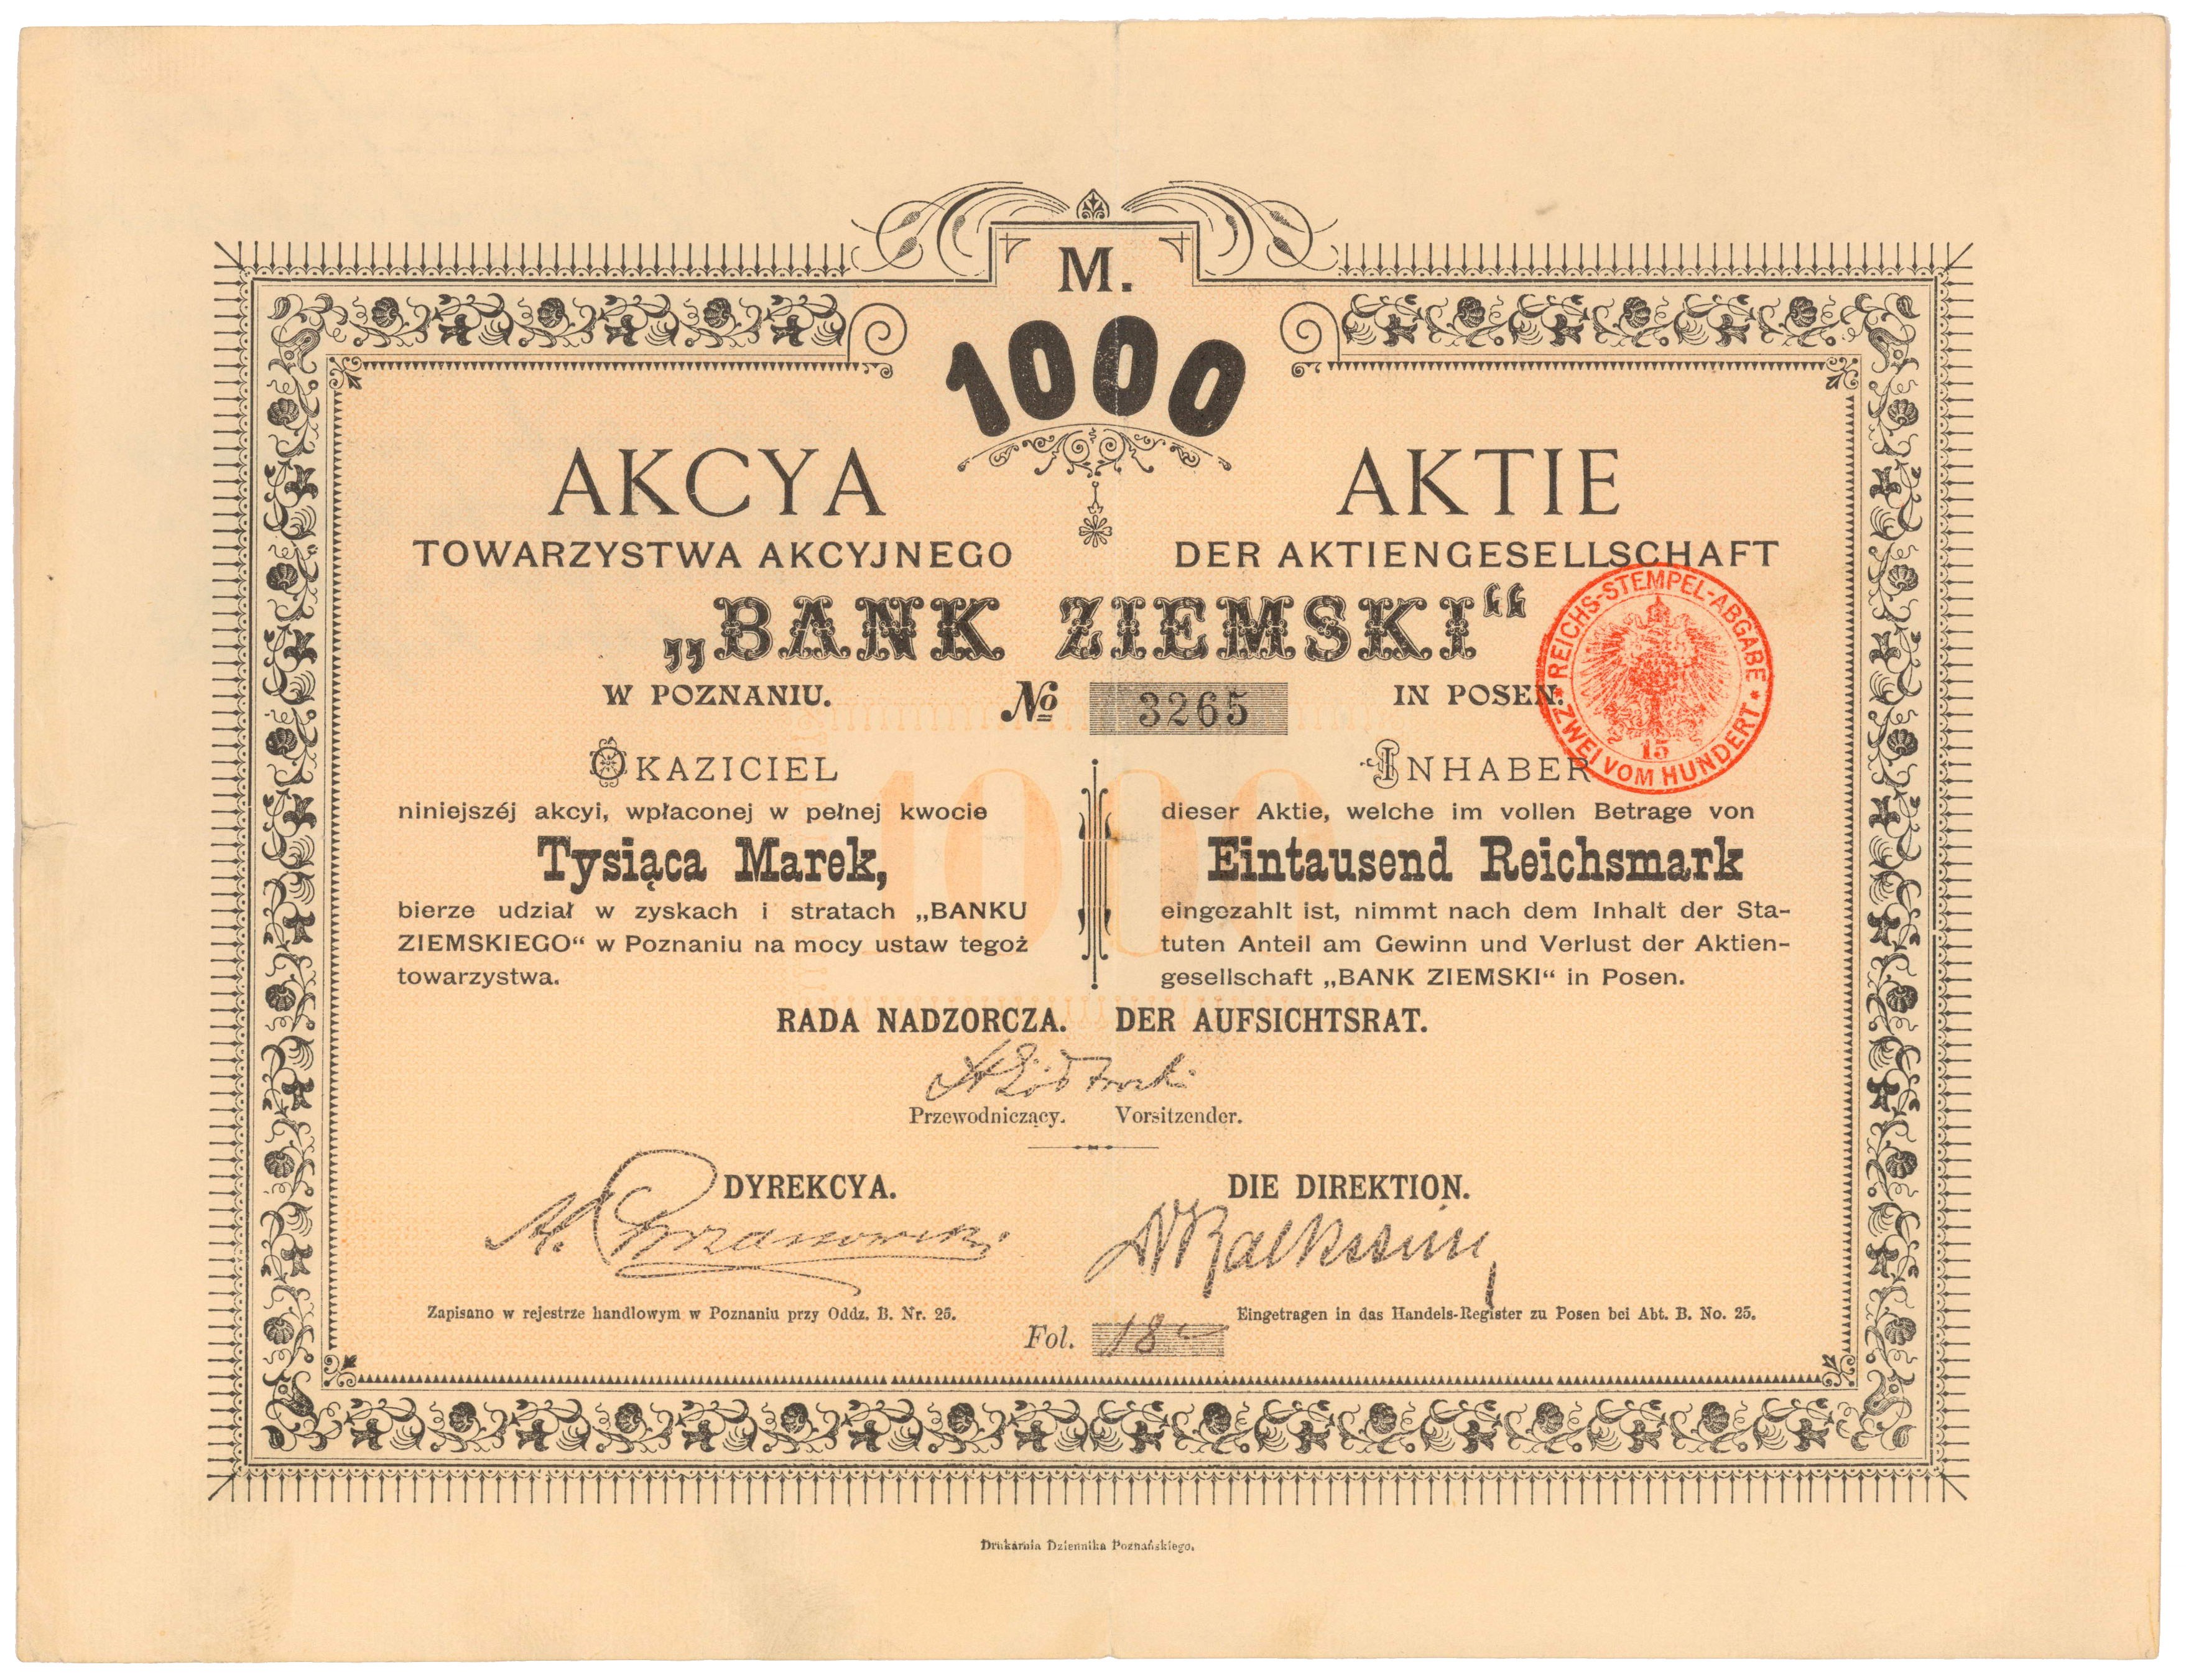 M.
1000
AKCYA
TOWARZYSTWA AKCYJNEGO
AKTIE
DER AKTIENGESELLSCHAFT
„BANK ZIEMSKI“
W POZNANIU.
№ 3265
IN POSEN.
REICHS-STEMPEL-ABGABE
* ZWEI VOM HUNDERT *
15
OKAZICIEL
niniejszéj akcyi, wpłaconej w pełnej kwocie
Tysiąca Marek,
bierze udział w zyskach i stratach „BANKU
ZIEMSKIEGO“ w Poznaniu na mocy ustaw tegoż
towarzystwa.
INHABER
dieser Aktie, welche im vollen Betrage von
Eintausend Reichsmark
eingezahlt ist, nimmt nach dem Inhalt der Sta-
tuten Anteil am Gewinn und Verlust der Aktien-
gesellschaft „BANK ZIEMSKI“ in Posen.
1000
RADA NADZORCZA. DER AUFSICHTSRAT.
Przewodniczący. Vorsitzender.
DYREKCYA.
DIE DIREKTION.
Zapisano w rejestrze handlowym w Poznaniu przy Oddz. B. Nr. 25.
Eingetragen in das Handels-Register zu Posen bei Abt. B. No. 25.
Fol.
Drukarnia Dziennika Poznańskiego.